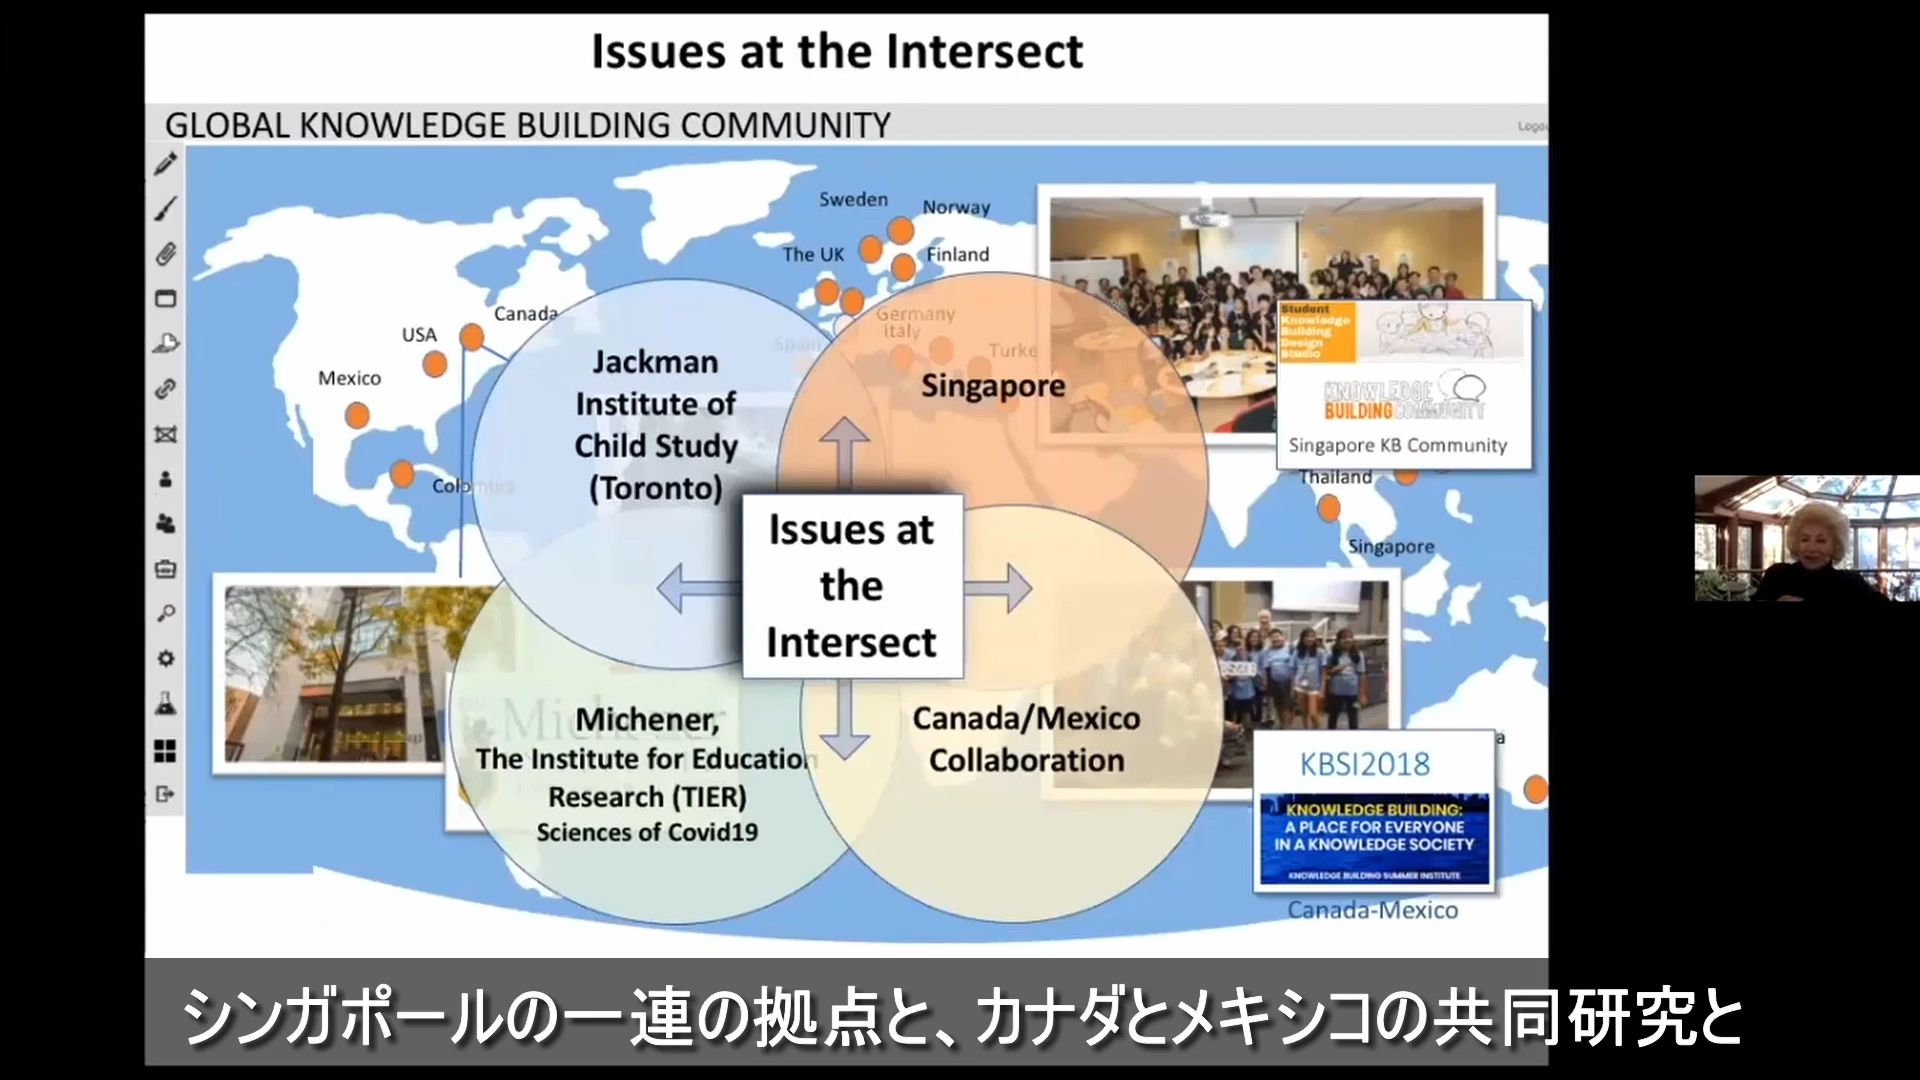 Issues at the Intersect
GLOBAL KNOWLEDGE BUILDING COMMUNITY
Sweden
Norway
The UK
Finland
Canada
USA
Germany
Italy
Spain
Mexico
Jackman
Institute of
Child Study
(Toronto)
Singapore
Student
Knowledge
Building
Design
Studio
KNOWLEDGE
BUILDING COMMUNITY
Singapore KB Community
Thailand
Colombia
Singapore
Issues at
the
Intersect
Michener
Michener,
The Institute for Education
Research (TIER)
Sciences of Covid19
Canada/Mexico
Collaboration
KBSI2018
KNOWLEDGE BUILDING:
A PLACE FOR EVERYONE
IN A KNOWLEDGE SOCIETY
KNOWLEDGE BUILDING SUMMER INSTITUTE
Canada-Mexico
シンガポールの一連の拠点と、カナダとメキシコの共同研究と